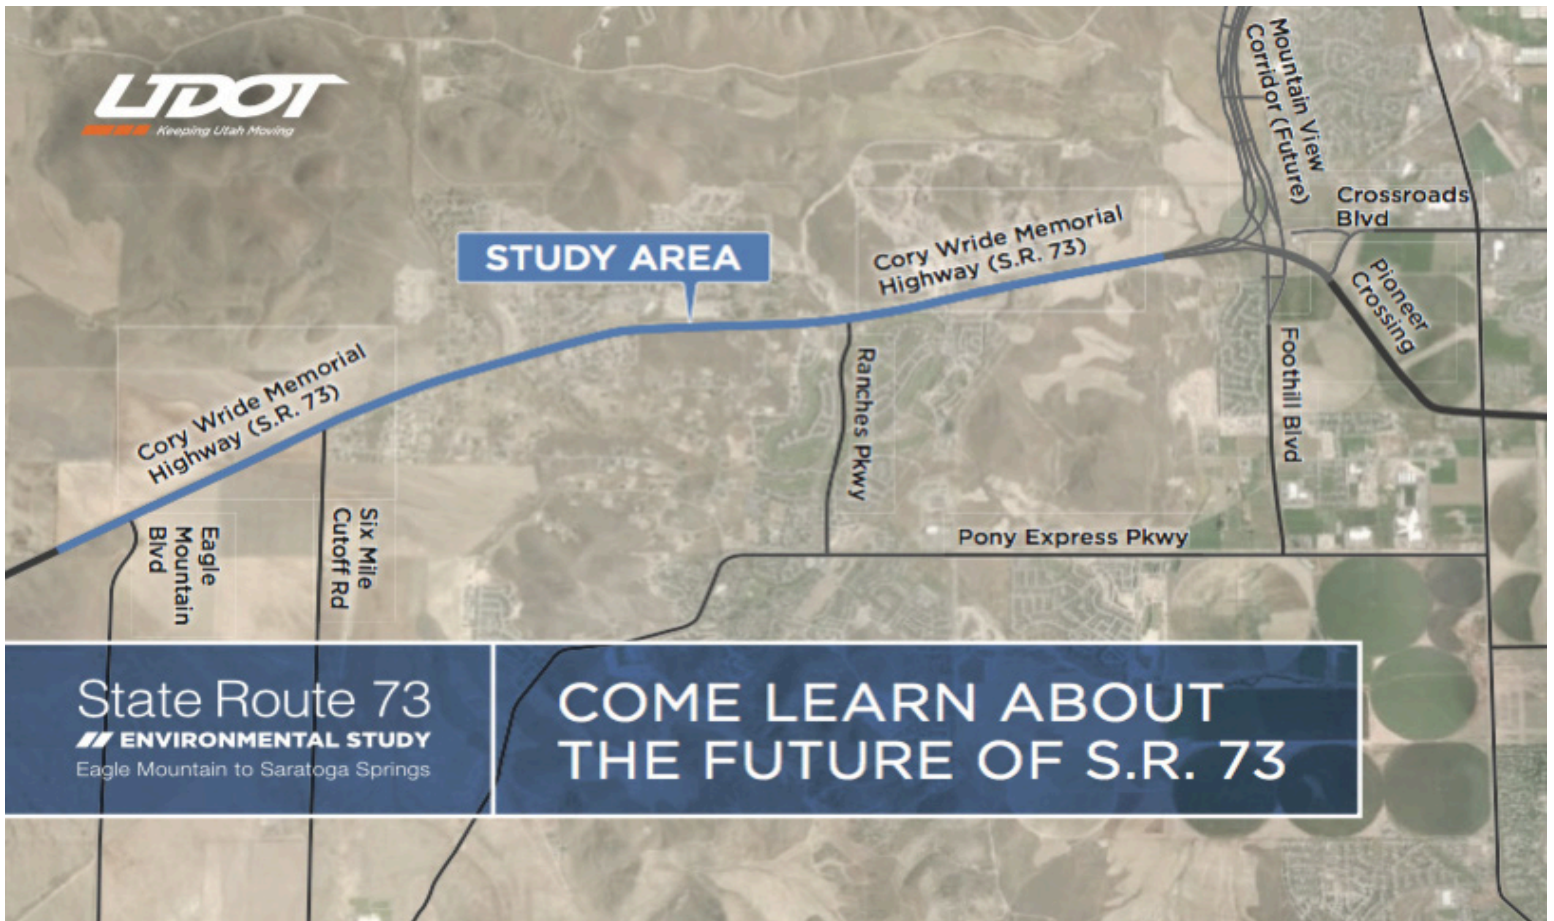 UDOT
Keeping Utah Moving
Mountain View
Corridor (Future)
Crossroads
Blvd
STUDY AREA
Cory Wride Memorial
Highway (S.R. 73)
Pioneer
Crossing
Cory Wride Memorial
Highway (S.R. 73)
Ranches Pkwy
Foothill Blvd
Eagle
Mountain
Blvd
Six Mile
Cutoff Rd
Pony Express Pkwy
State Route 73
ENVIRONMENTAL STUDY
Eagle Mountain to Saratoga Springs
COME LEARN ABOUT
THE FUTURE OF S.R. 73